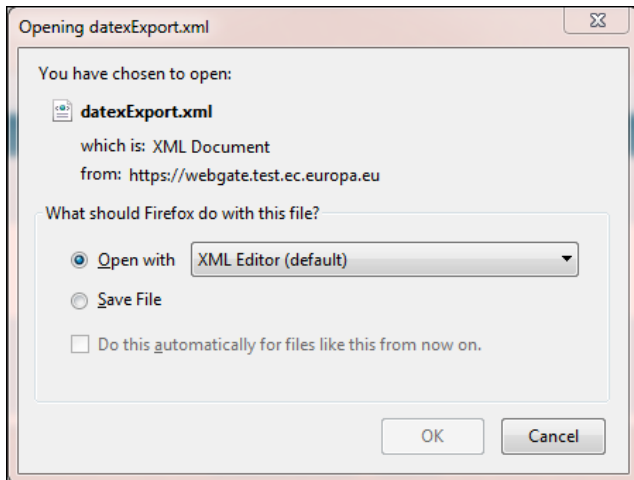 Opening datexExport.xml
You have chosen to open:
datexExport.xml
which is: XML Document
from: https://webgate.test.ec.europa.eu
What should Firefox do with this file?
Open with XML Editor (default)
Save File
Do this automatically for files like this from now on.
OK Cancel